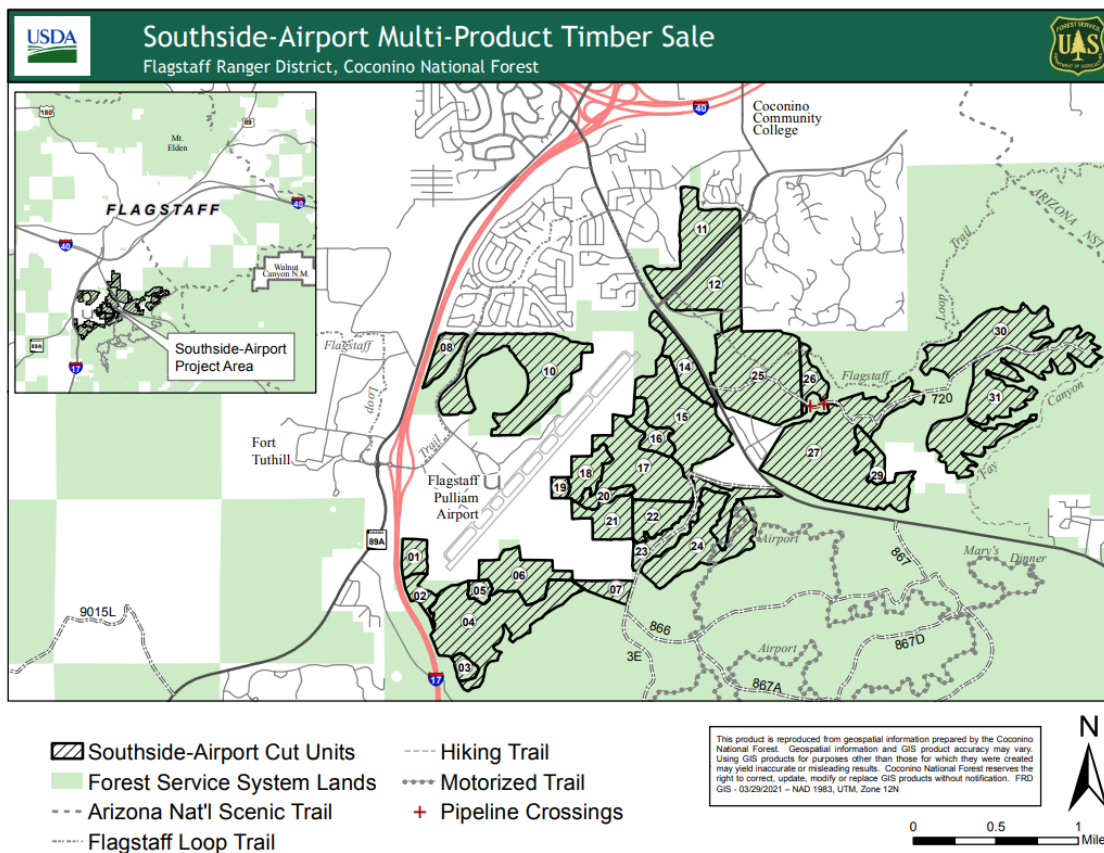 USDA
Southside-Airport Multi-Product Timber Sale
Flagstaff Ranger District, Coconino National Forest
FOREST SERVICE
UAS
DEPARTMENT OF AGRICULTURE
180
89
Mt.
Elden
FLAGSTAFF
40
40
Walnut
Canyon N.M.
89A
17
Southside-Airport
Project Area
40
Coconino
Community
College
ARIZONA
NST
Trail
Loop
Flagstaff
11
12
30
08
10
14
25
26
Flagstaff
720
31
Canyon
Flagstaff
Loop
Trail
15
16
Fort
Tuthill
Flagstaff
Pulliam
Airport
17
18
19
20
21
22
23
24
27
29
Fay
89A
01
02
03
04
05
06
07
Airport
867
Mary's Dinner
9015L
866
3E
867D
Airport
867A
17
Southside-Airport Cut Units
Forest Service System Lands
Arizona Nat'l Scenic Trail
Flagstaff Loop Trail
Hiking Trail
Motorized Trail
Pipeline Crossings
This product is reproduced from geospatial information prepared by the Coconino
National Forest. Geospatial information and GIS product accuracy may vary.
Using GIS products for purposes other than those for which they were created
may yield inaccurate or misleading results. Coconino National Forest reserves the
right to correct, update, modify or replace GIS products without notification. FRD
GIS - 03/29/2021 – NAD 1983, UTM, Zone 12N
N
0 0.5 1
Mile